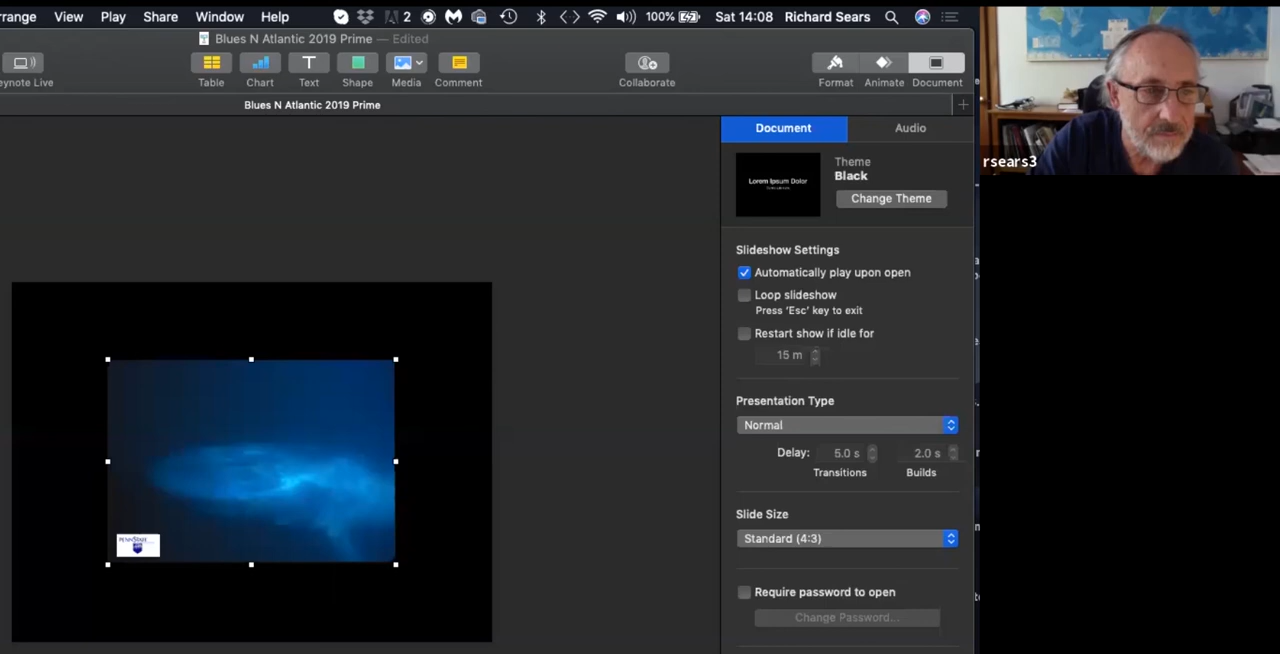 rrange View Play Share Window Help 2 100% Sat 14:08 Richard Sears
Blues N Atlantic 2019 Prime — Edited
eynote Live Table Chart Text Shape Media Comment Collaborate Format Animate Document
Blues N Atlantic 2019 Prime
Document Audio
Lorem Ipsum Dolor
Theme
Black
Change Theme
rsears3
Slideshow Settings
Automatically play upon open
Loop slideshow
Press ‘Esc’ key to exit
Restart show if idle for
15 m
Presentation Type
Normal
Delay: 5.0 s 2.0 s
Transitions Builds
Slide Size
Standard (4:3)
PENNSTATE
Require password to open
Change Password...